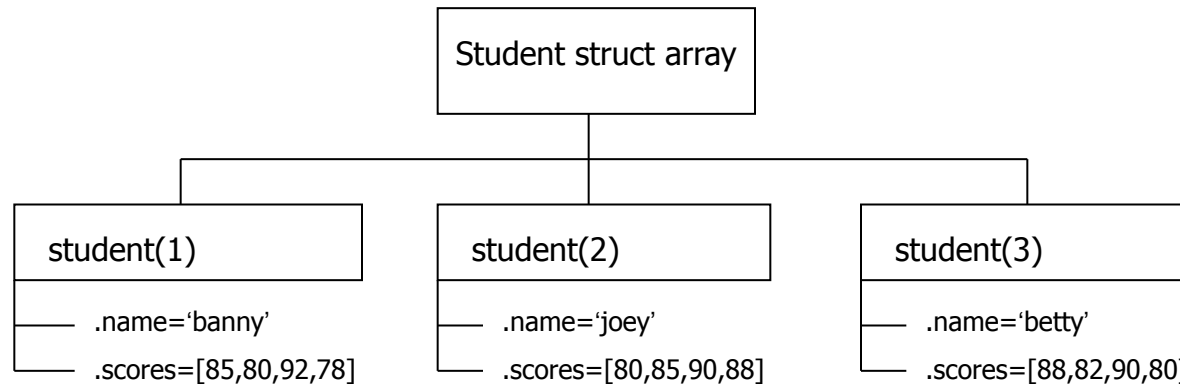 Student struct array
student(1)
.name=‘banny’
.scores=[85,80,92,78]
student(2)
.name=‘joey’
.scores=[80,85,90,88]
student(3)
.name=‘betty’
.scores=[88,82,90,80]